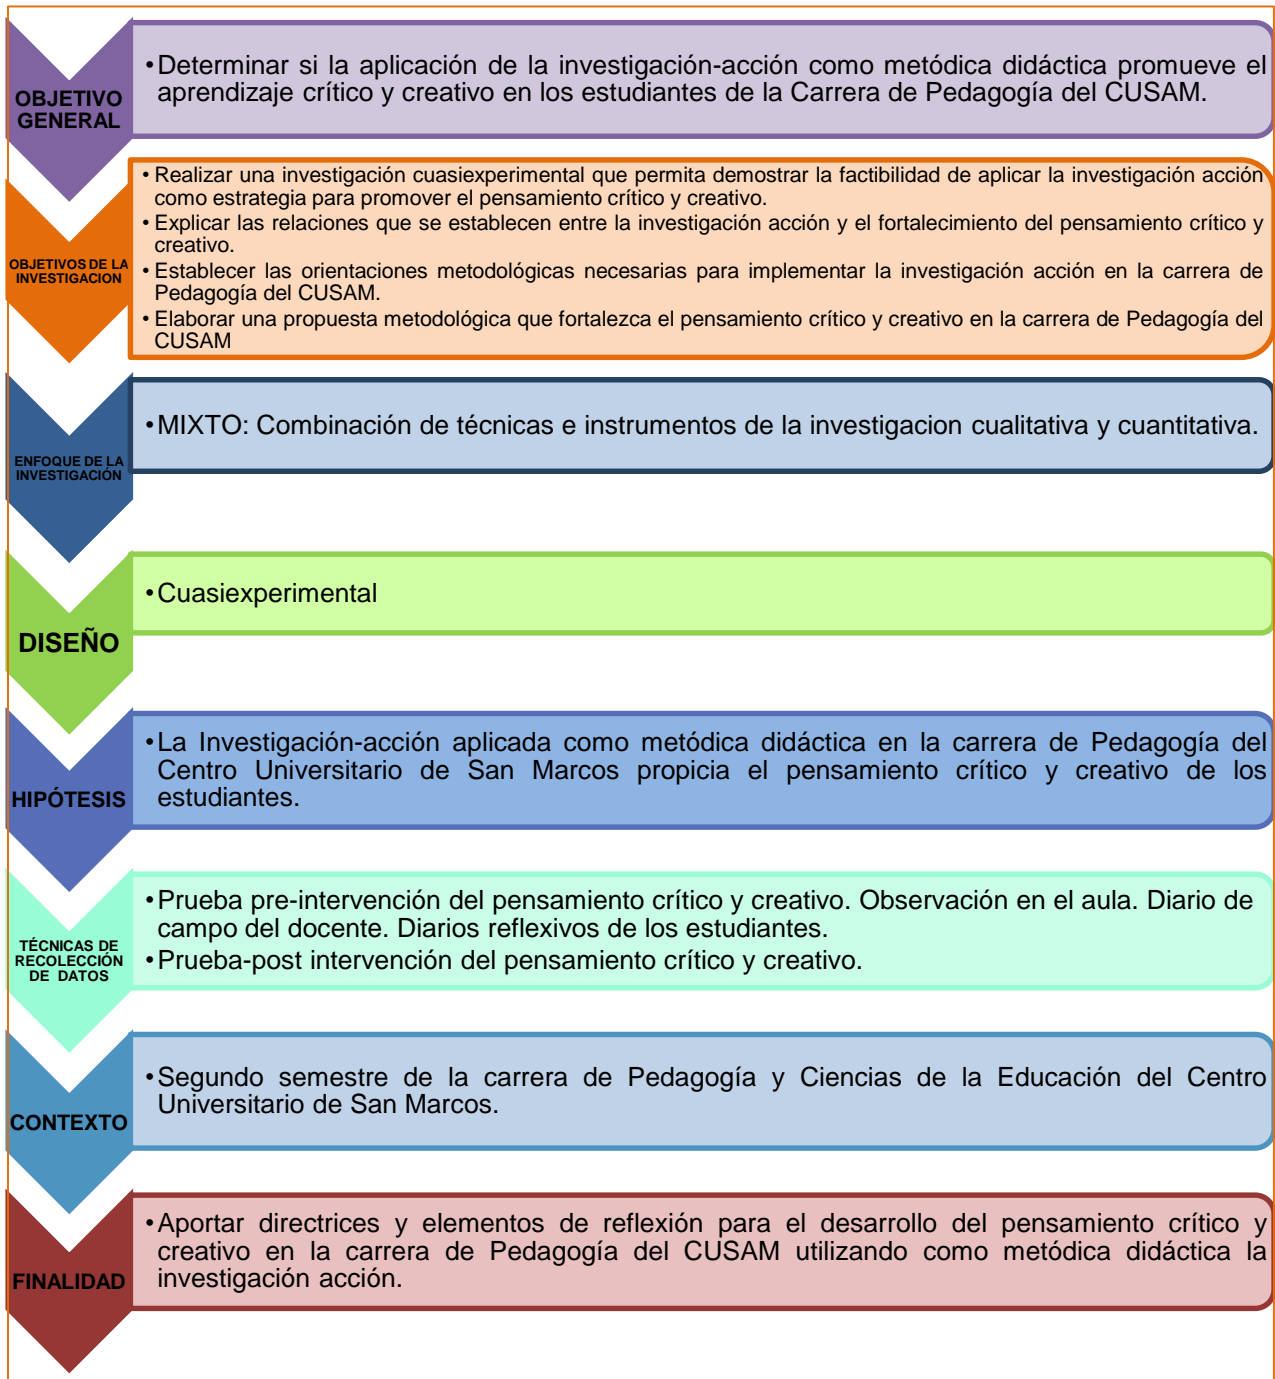 OBJETIVO
GENERAL
•Determinar si la aplicación de la investigación-acción como metódica didáctica promueve el
aprendizaje crítico y creativo en los estudiantes de la Carrera de Pedagogía del CUSAM.
OBJETIVOS DE LA
INVESTIGACION
• Realizar una investigación cuasiexperimental que permita demostrar la factibilidad de aplicar la investigación acción
como estrategia para promover el pensamiento crítico y creativo.
• Explicar las relaciones que se establecen entre la investigación acción y el fortalecimiento del pensamiento crítico y
creativo.
• Establecer las orientaciones metodológicas necesarias para implementar la investigación acción en la carrera de
Pedagogía del CUSAM.
• Elaborar una propuesta metodológica que fortalezca el pensamiento crítico y creativo en la carrera de Pedagogía del
CUSAM
ENFOQUE DE LA
INVESTIGACIÓN
•MIXTO: Combinación de técnicas e instrumentos de la investigacion cualitativa y cuantitativa.
DISEÑO
•Cuasiexperimental
HIPÓTESIS
•La Investigación-acción aplicada como metódica didáctica en la carrera de Pedagogía del
Centro Universitario de San Marcos propicia el pensamiento crítico y creativo de los
estudiantes.
TÉCNICAS DE
RECOLECCIÓN
DE DATOS
•Prueba pre-intervención del pensamiento crítico y creativo. Observación en el aula. Diario de
campo del docente. Diarios reflexivos de los estudiantes.
•Prueba-post intervención del pensamiento crítico y creativo.
CONTEXTO
•Segundo semestre de la carrera de Pedagogía y Ciencias de la Educación del Centro
Universitario de San Marcos.
FINALIDAD
•Aportar directrices y elementos de reflexión para el desarrollo del pensamiento crítico y
creativo en la carrera de Pedagogía del CUSAM utilizando como metódica didáctica la
investigación acción.